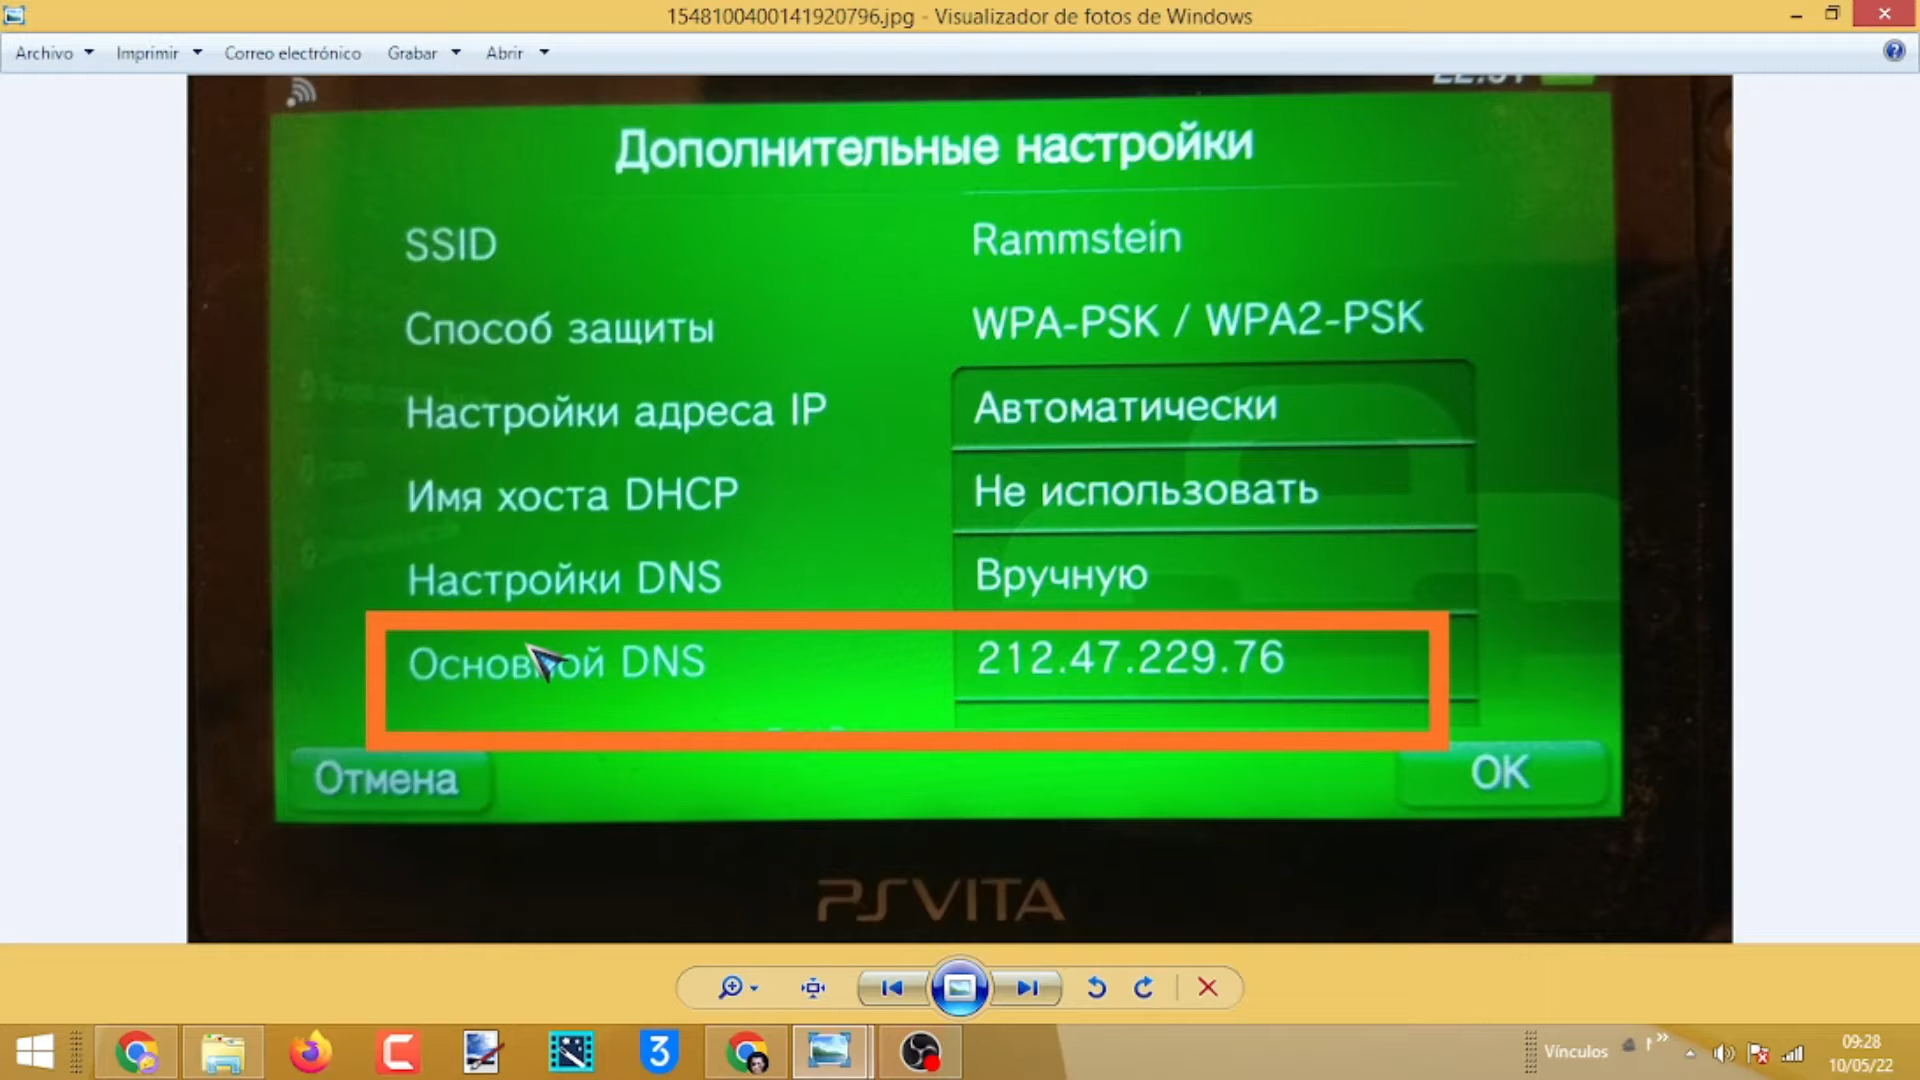 1548100400141920796.jpg - Visualizador de fotos de Windows
Archivo Imprimir Correo electrónico Grabar Abrir
Дополнительные настройки
SSID Rammstein
Способ защиты WPA-PSK / WPA2-PSK
Настройки адреса IP Автоматически
Имя хоста DHCP Не использовать
Настройки DNS Вручную
DNS 212.47.229.76
Отмена OK
PSVITA
Vínculos
09:28
10/05/22